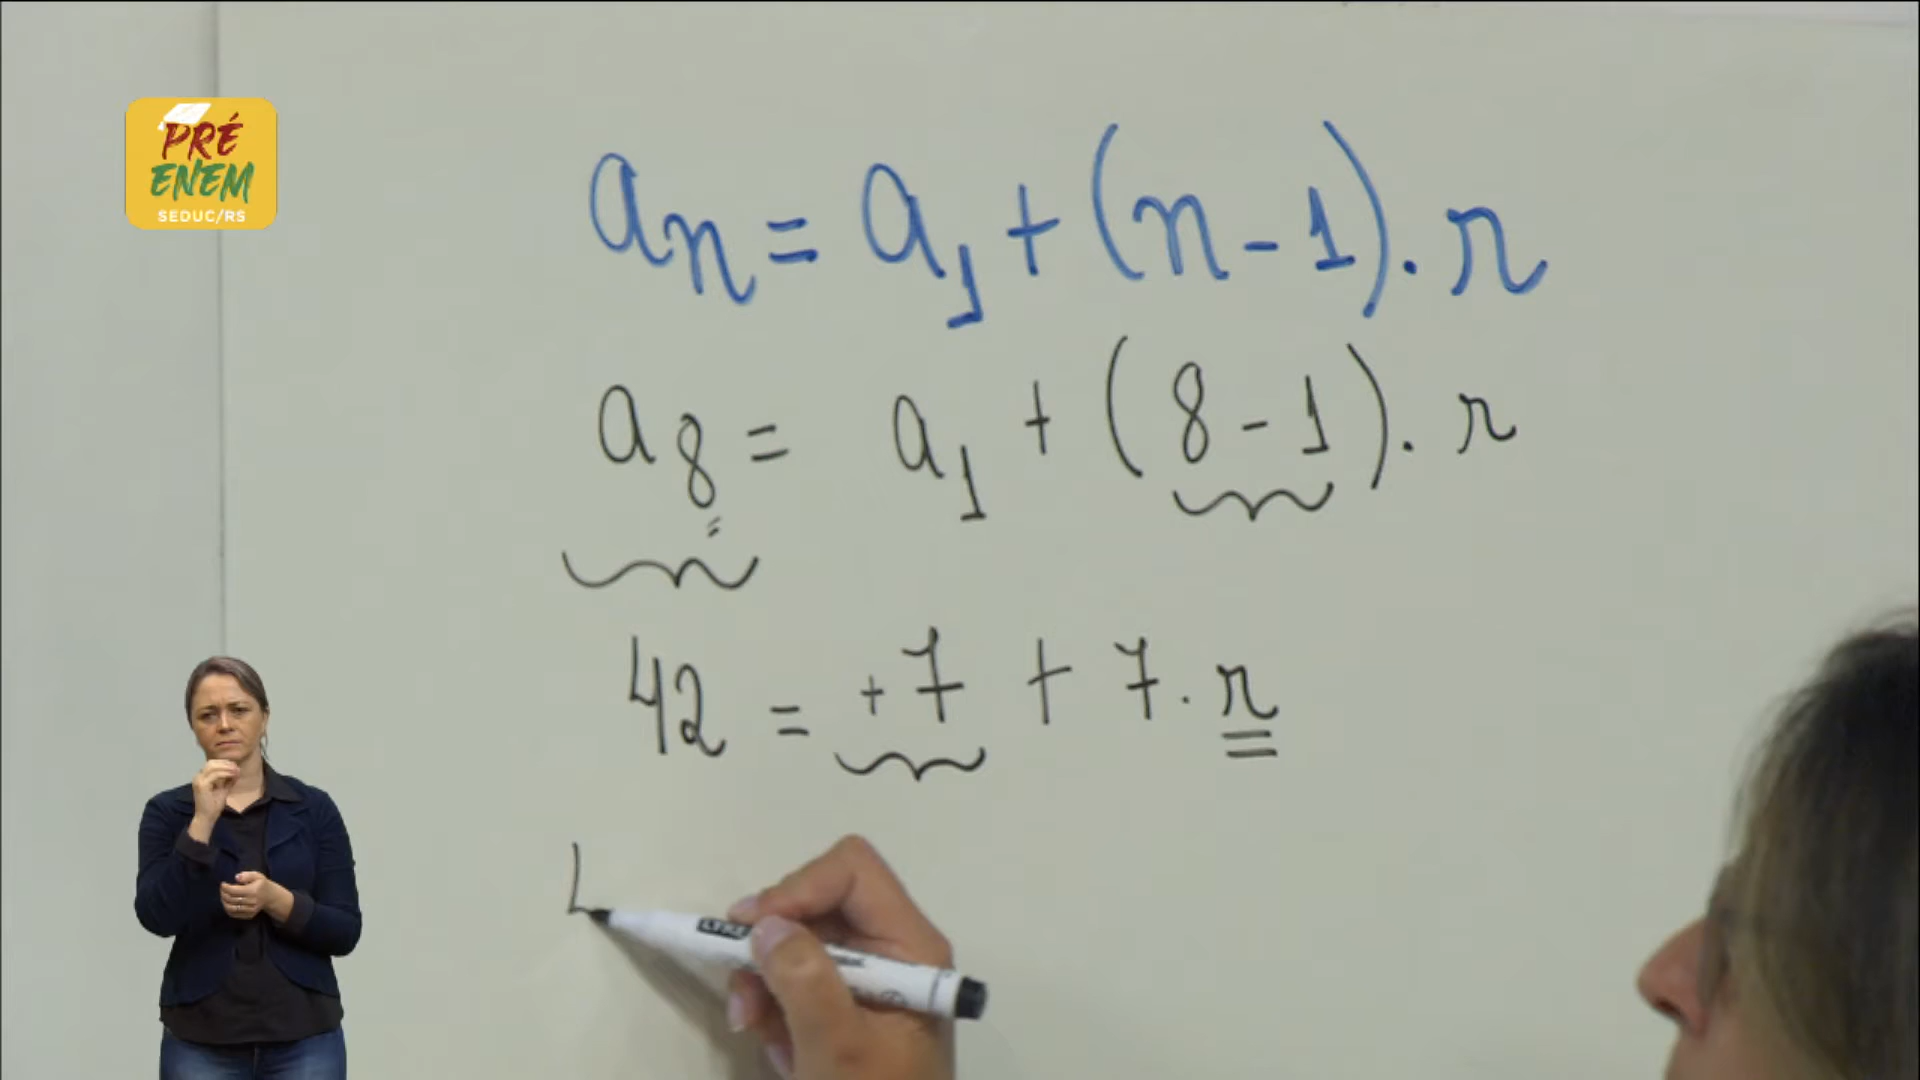 PRÉ
ENEM
SEDUC/RS
an = a1 + (n - 1) . r
a8 = a1 + (8 - 1) . r
42 = +7 + 7 . r